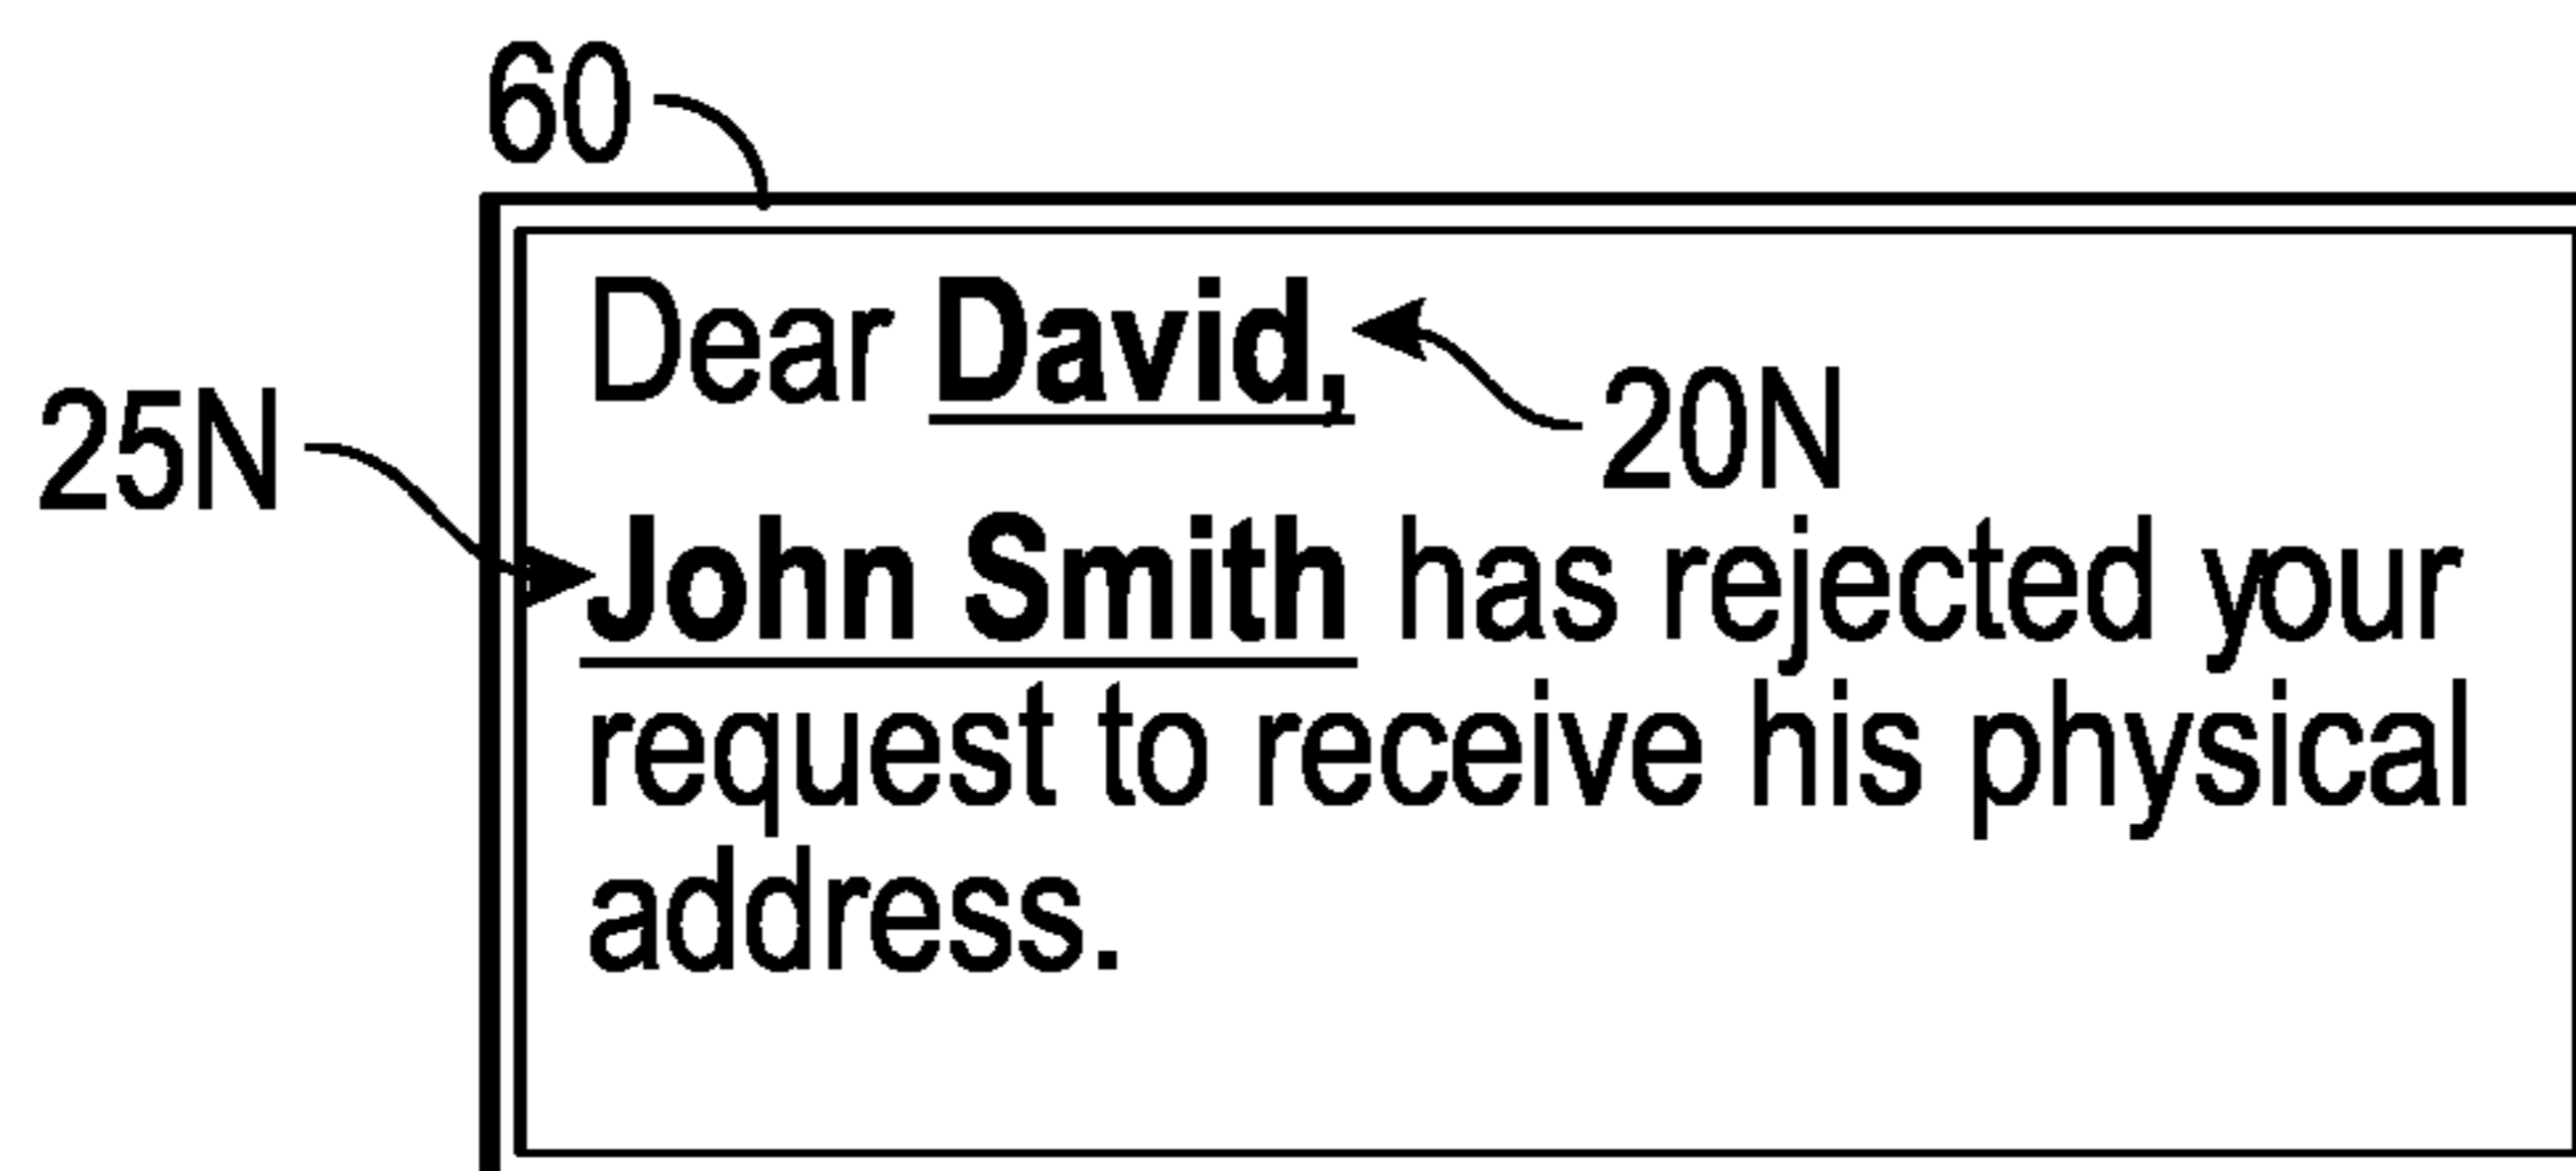 60
Dear David,
25N
20N
John Smith has rejected your
request to receive his physical
address.